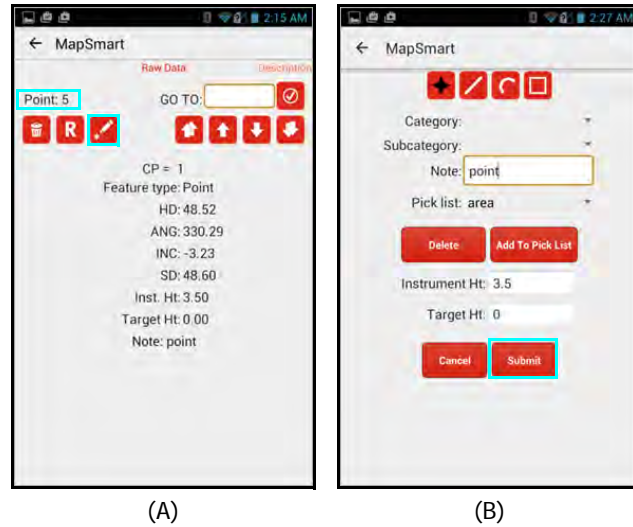 2:15 AM
← MapSmart
Raw Data Description
Point: 5 GO TO:
R
CP = 1
Feature type: Point
HD: 48.52
ANG: 330.29
INC: -3.23
SD: 48.60
Inst. Ht: 3.50
Target Ht: 0.00
Note: point
(A)
2:27 AM
← MapSmart
Category:
Subcategory:
Note: point
Pick list: area
Delete Add To Pick List
Instrument Ht: 3.5
Target Ht: 0
Cancel Submit
(B)